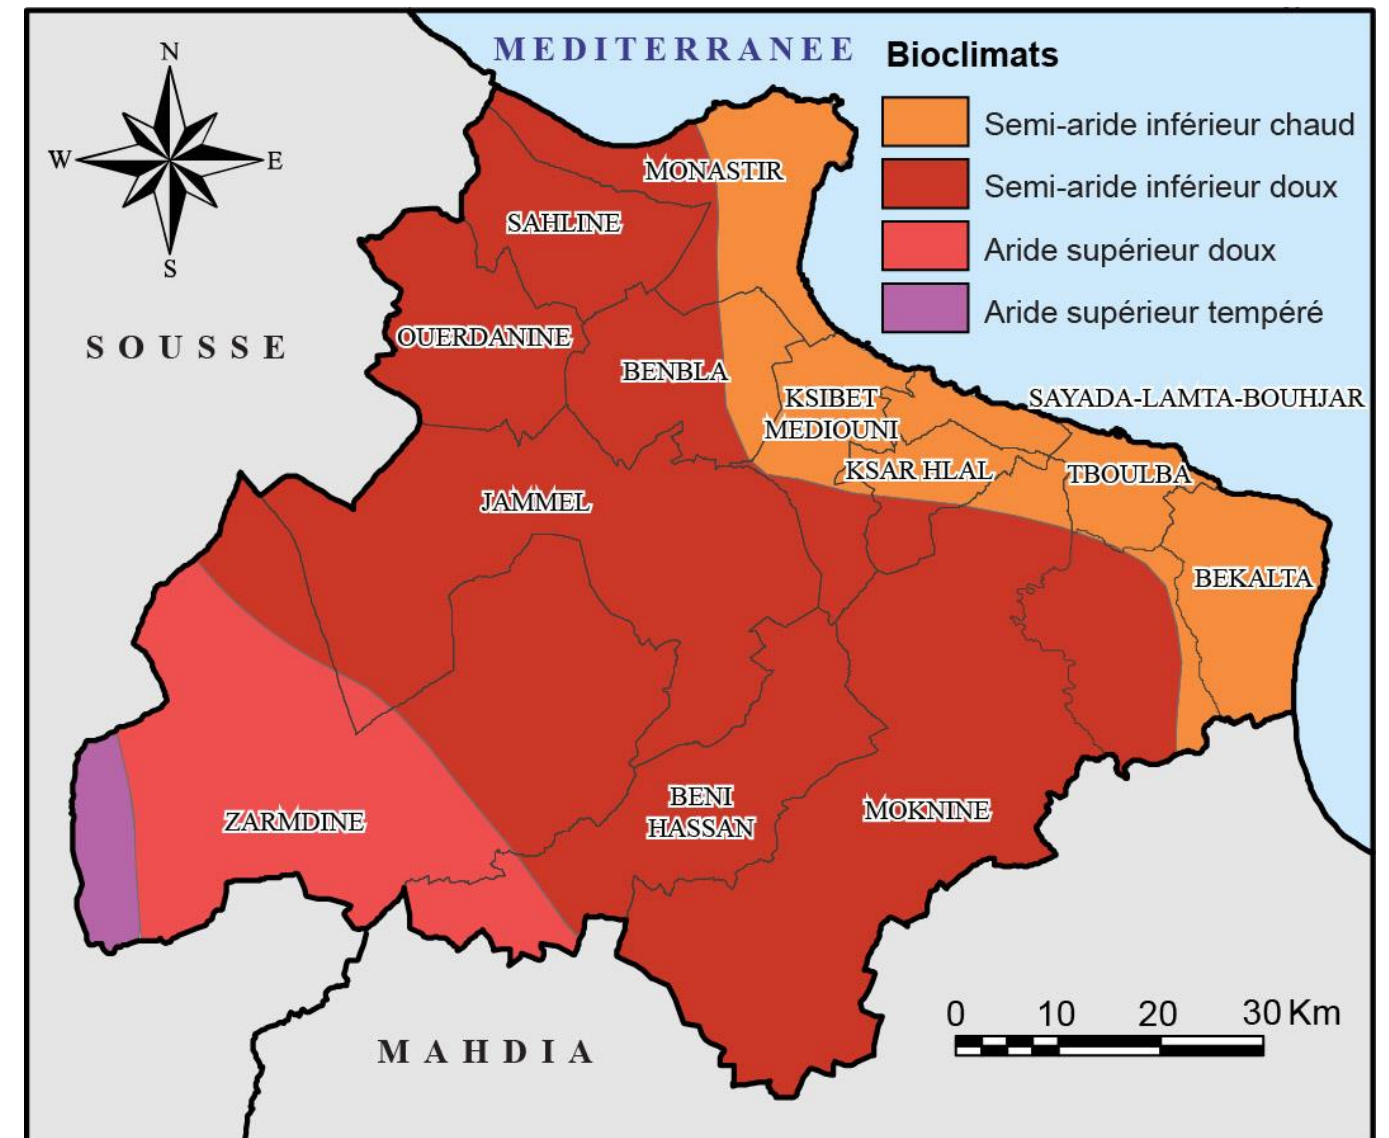 MEDITERRANEE
Bioclimats
Semi-aride inférieur chaud
Semi-aride inférieur doux
Aride supérieur doux
Aride supérieur tempéré
N
W
E
S
SOUSSE
MONASTIR
SAHLINE
OUERDANINE
BENBLA
KSIBET
MEDIOUNI
SAYADA-LAMTA-BOUHJAR
KSAR HLAL
TBOULBA
JAMMEL
BEKALTA
ZARMDINE
BENI
HASSAN
MOKNINE
MAHDIA
0 10 20 30 Km